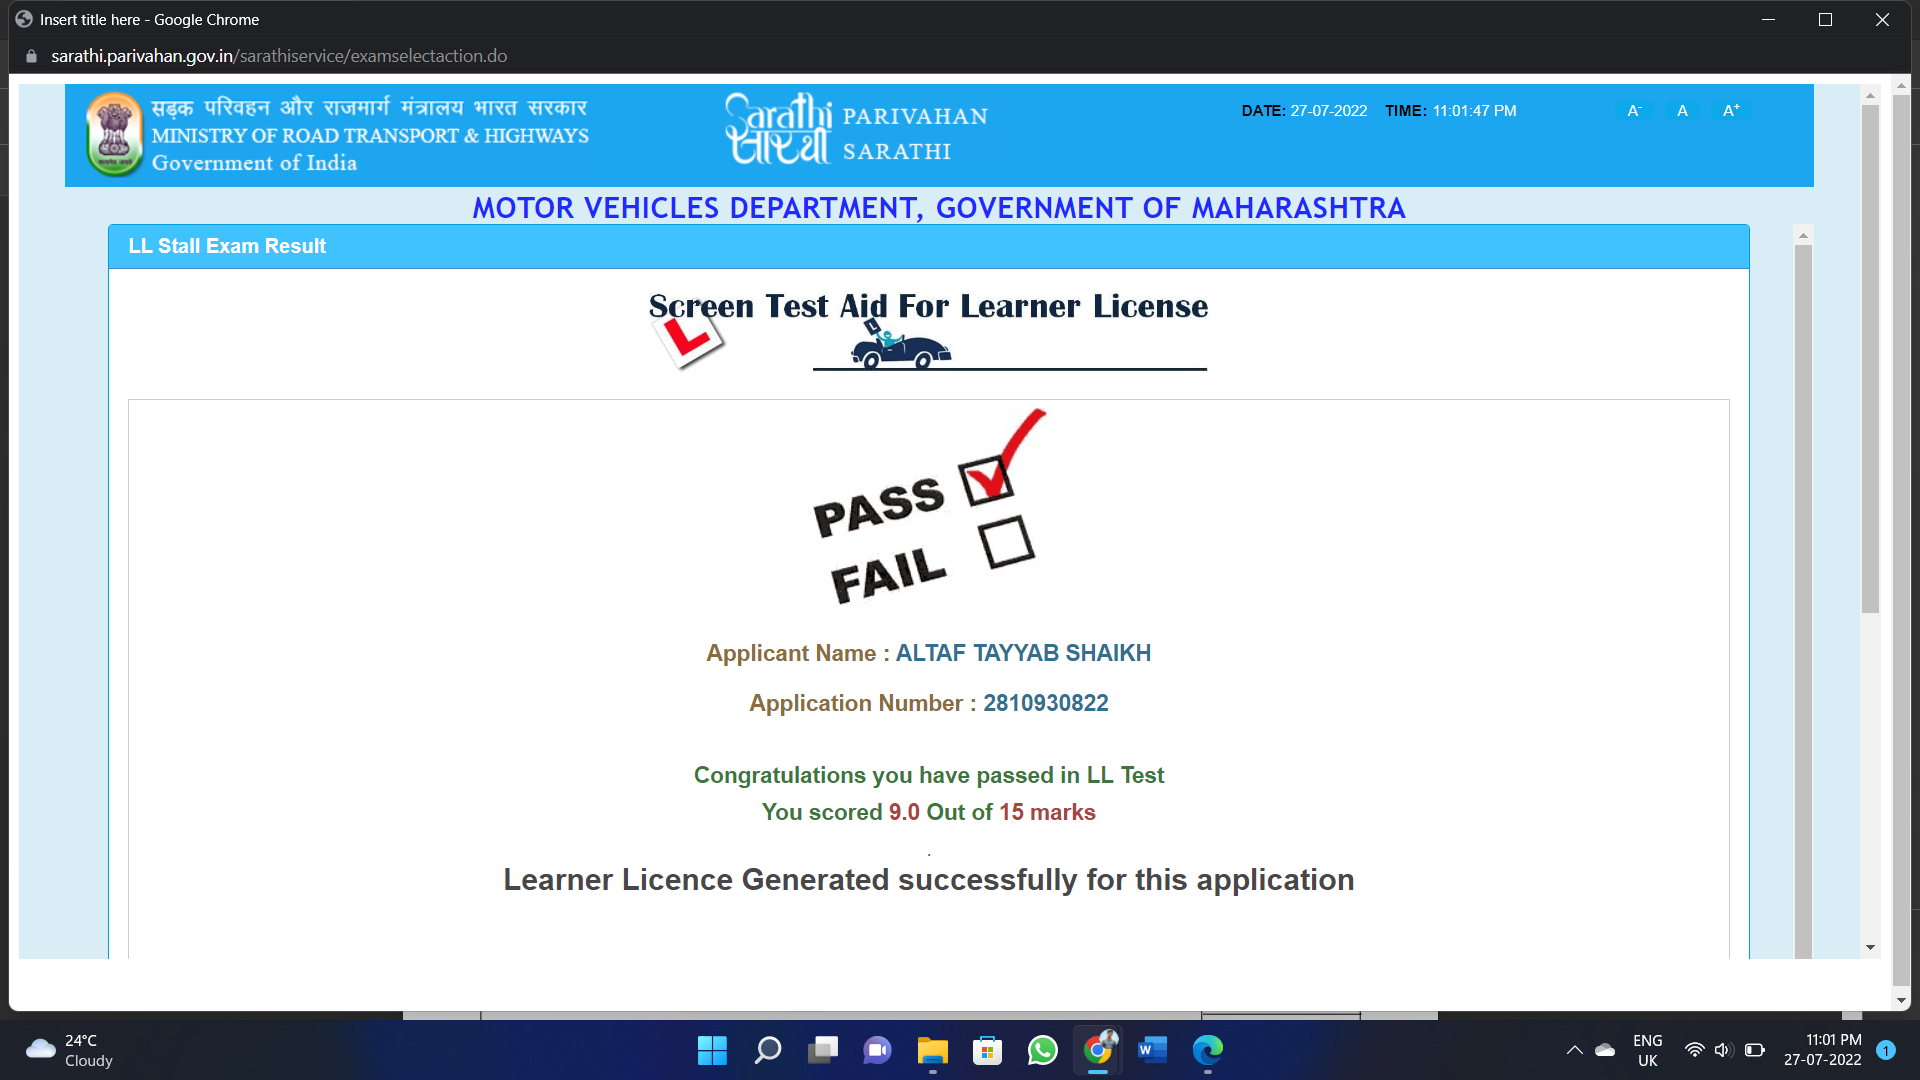 Insert title here - Google Chrome
sarathi.parivahan.gov.in/sarathiservice/examselectaction.do
सड़क परिवहन और राजमार्ग मंत्रालय भारत सरकार
MINISTRY OF ROAD TRANSPORT & HIGHWAYS
Government of India
Sarathi
सारथी
PARIVAHAN
SARATHI
DATE: 27-07-2022 TIME: 11:01:47 PM
A- A A+
MOTOR VEHICLES DEPARTMENT, GOVERNMENT OF MAHARASHTRA
LL Stall Exam Result
Screen Test Aid For Learner License
L
L
PASS
FAIL
Applicant Name : ALTAF TAYYAB SHAIKH
Application Number : 2810930822
Congratulations you have passed in LL Test
You scored 9.0 Out of 15 marks
.
Learner Licence Generated successfully for this application
24°C
Cloudy
W
ENG
UK
11:01 PM
27-07-2022
1